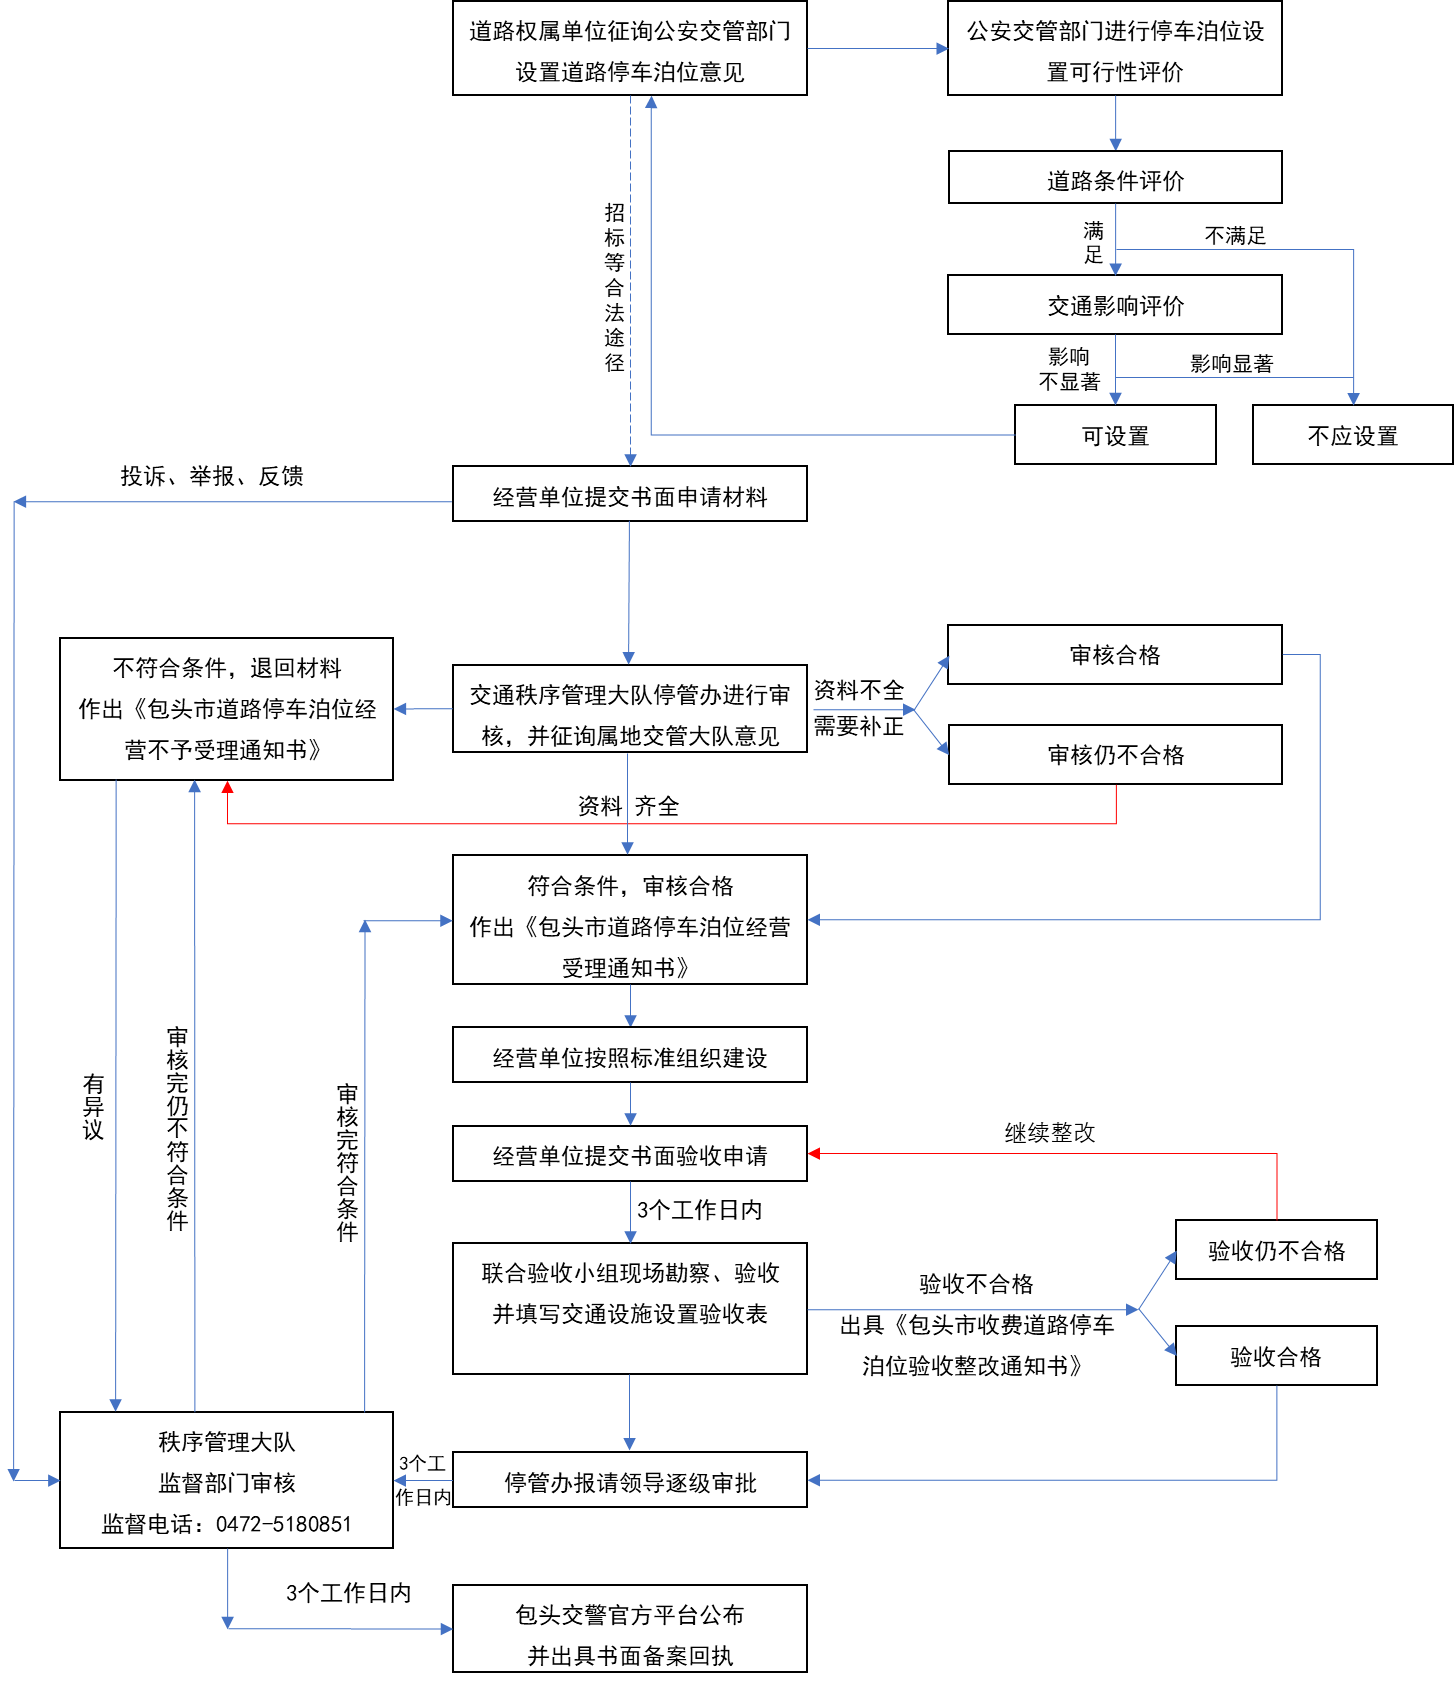 道路权属单位征询公安交管部门
设置道路停车泊位意见
公安交管部门进行停车泊位设
置可行性评价
道路条件评价
满足
不满足
交通影响评价
影响
不显著
影响显著
可设置
不应设置
招标等合法途径
投诉、举报、反馈
经营单位提交书面申请材料
不符合条件，退回材料
作出《包头市道路停车泊位经
营不予受理通知书》
交通秩序管理大队停管办进行审
核，并征询属地交管大队意见
资料不全
需要补正
审核合格
审核仍不合格
资料 齐全
符合条件，审核合格
作出《包头市道路停车泊位经营
受理通知书》
有异议
审核完仍不符合条件
审核完符合条件
经营单位按照标准组织建设
经营单位提交书面验收申请
继续整改
3个工作日内
联合验收小组现场勘察、验收
并填写交通设施设置验收表
验收不合格
出具《包头市收费道路停车
泊位验收整改通知书》
验收仍不合格
验收合格
秩序管理大队
监督部门审核
监督电话：0472-5180851
3个工
作日内
停管办报请领导逐级审批
3个工作日内
包头交警官方平台公布
并出具书面备案回执